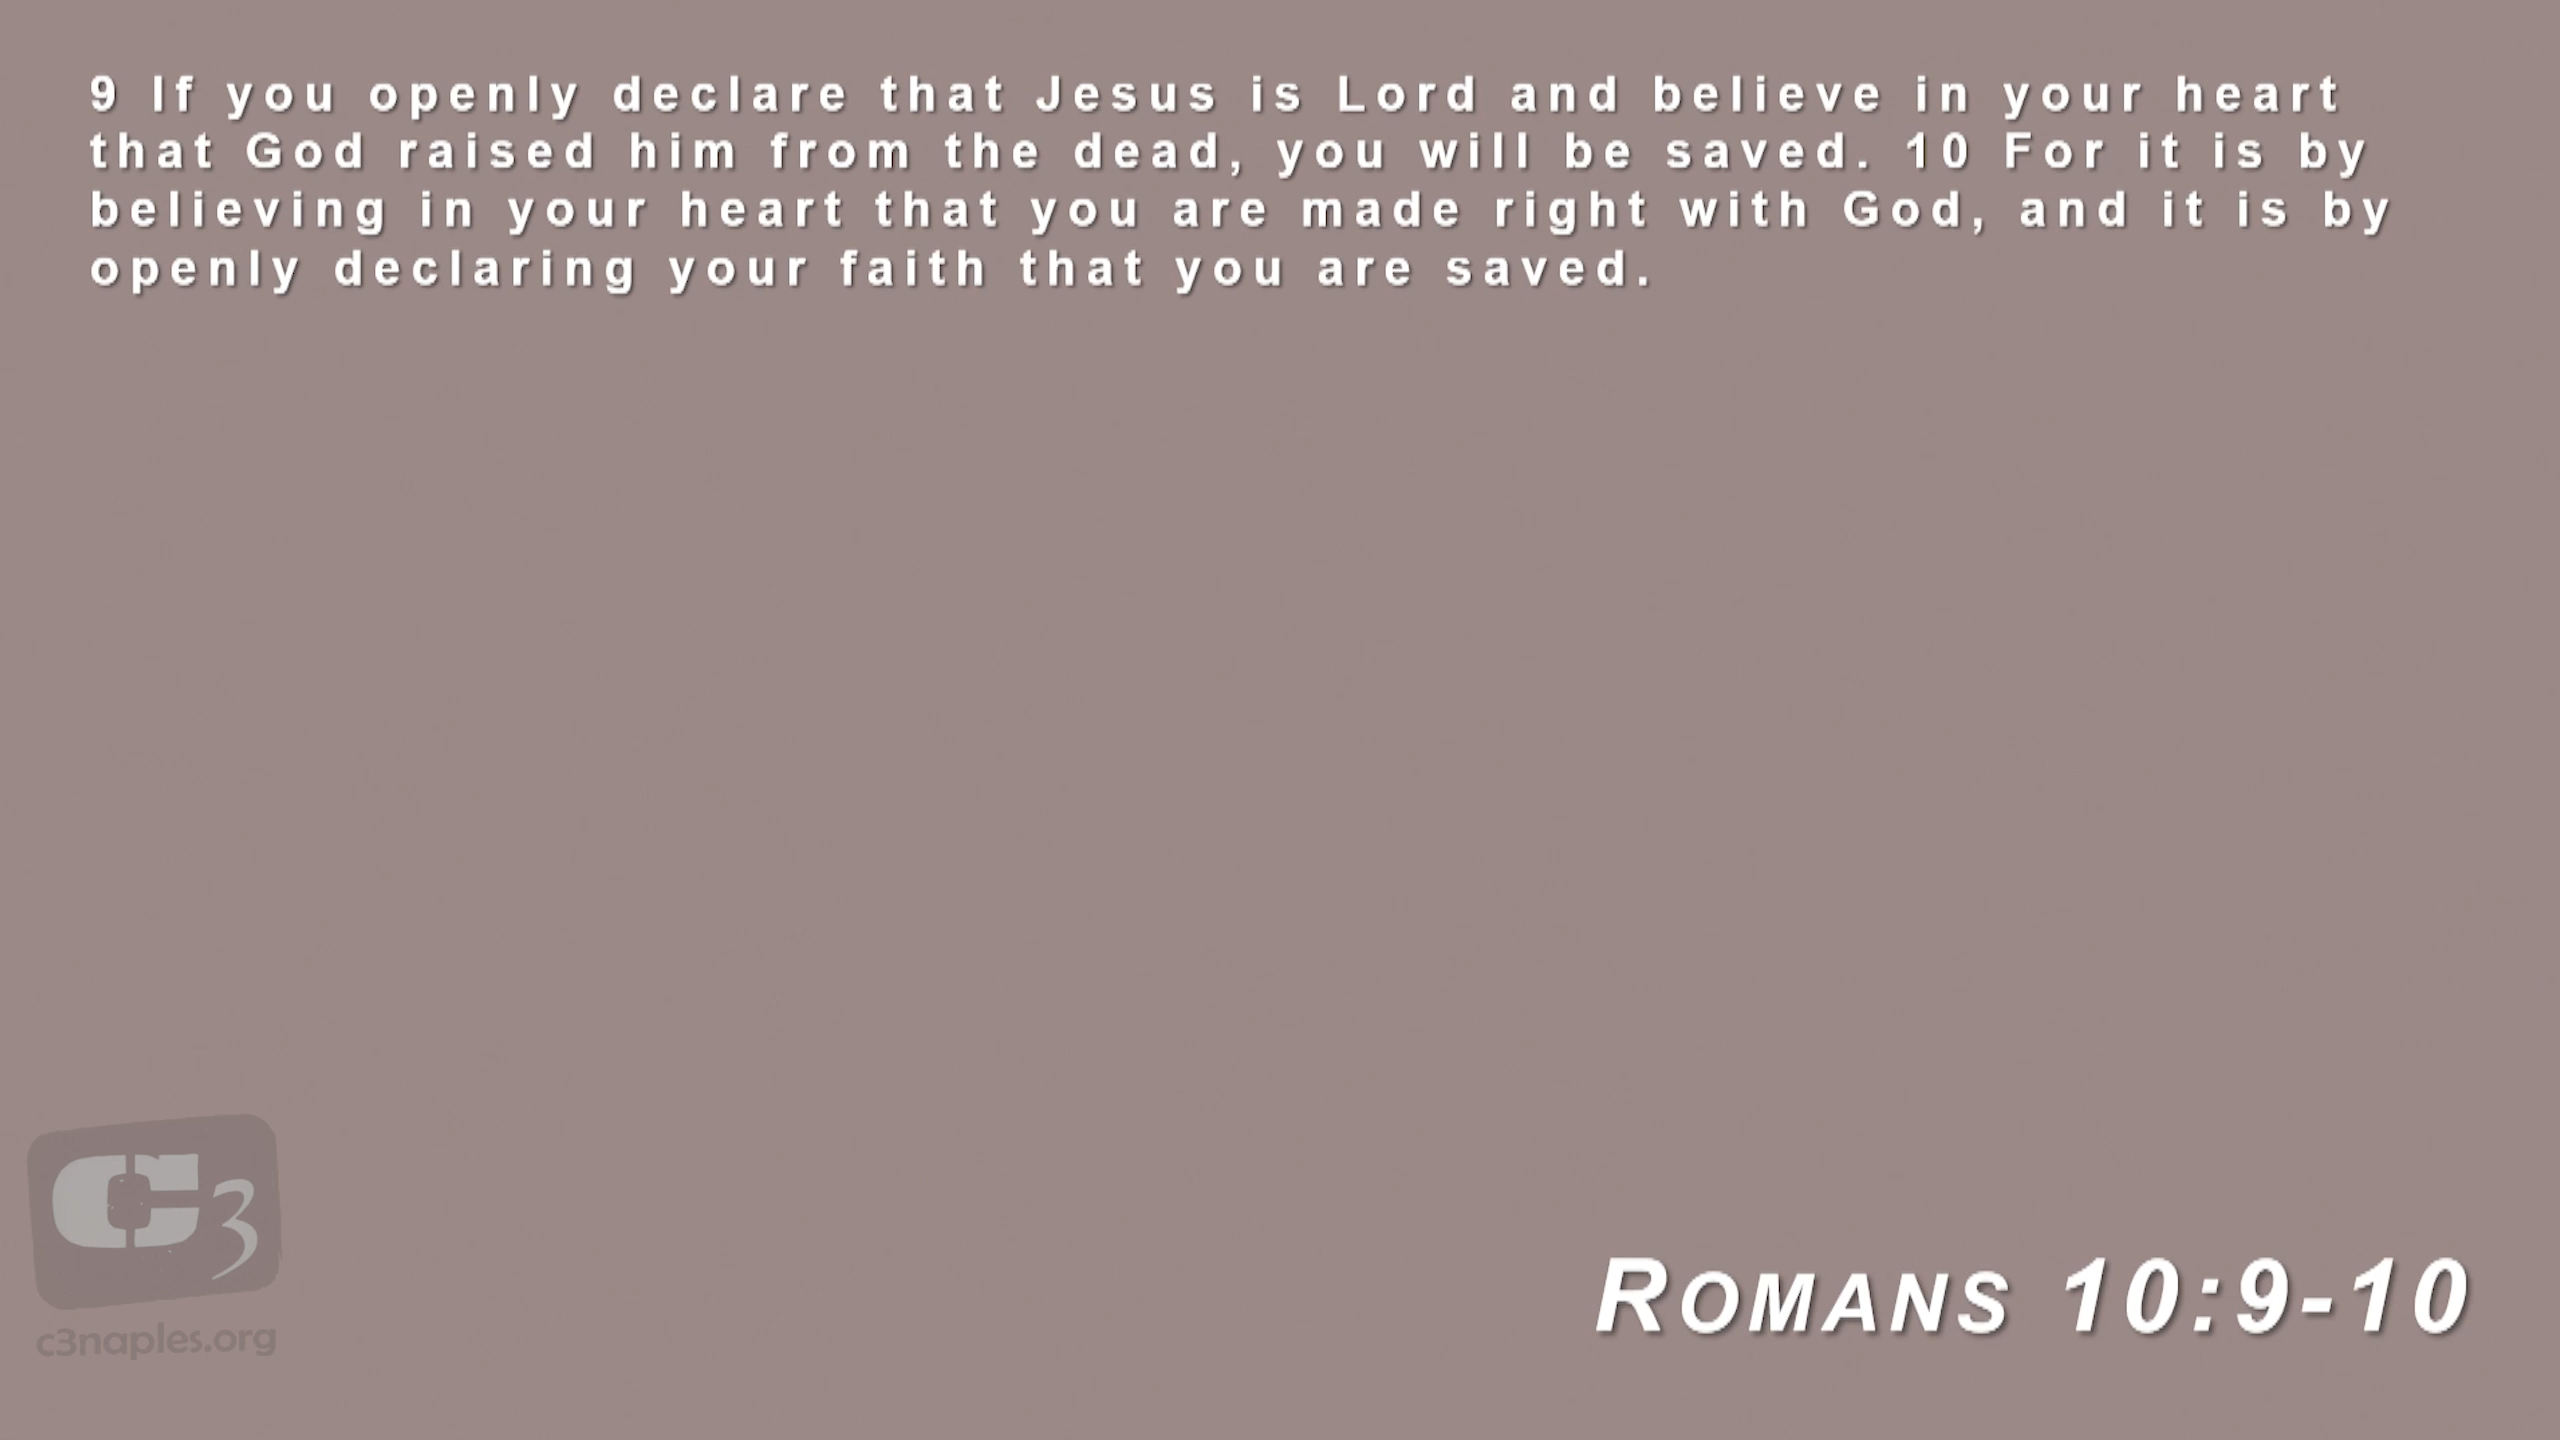 9 If you openly declare that Jesus is Lord and believe in your heart
that God raised him from the dead, you will be saved. 10 For it is by
believing in your heart that you are made right with God, and it is by
openly declaring your faith that you are saved.
C3
c3naples.org
ROMANS 10:9-10